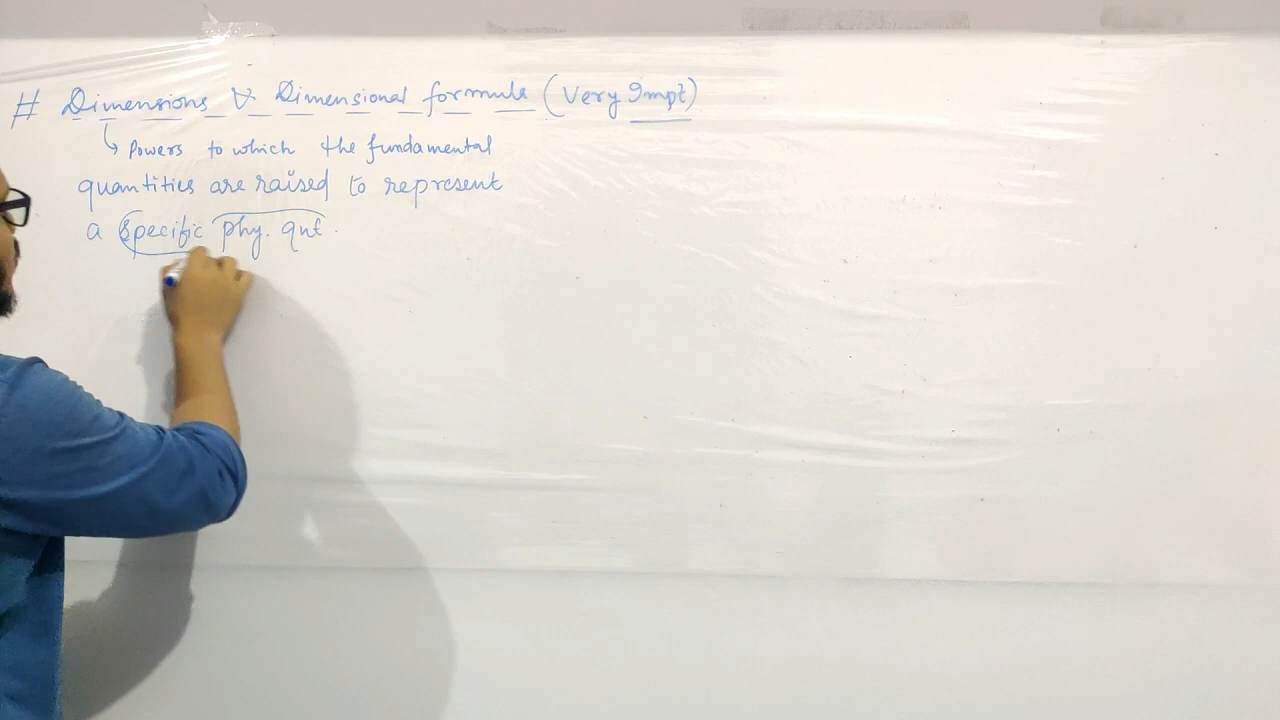 # Dimensions & Dimensional formula (Very Impt)
↳ Powers to which the fundamental
quantities are raised to represent
a specific phy. qnt.